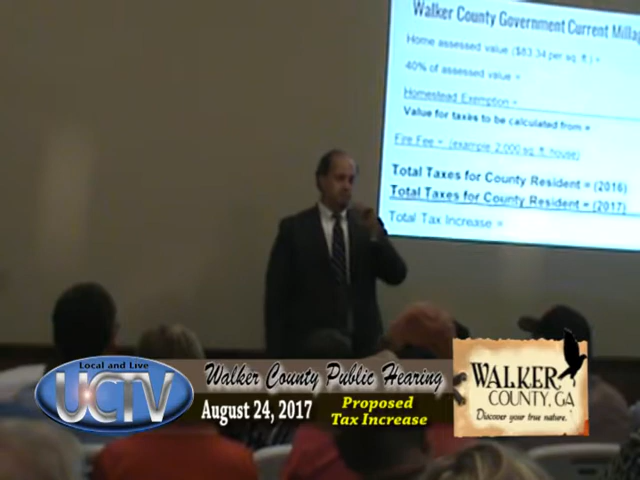 Walker County Government Current Millag
Home assessed value ($83.34 per sq. ft.) =
40% of assessed value =
Homestead Exemption =
Value for taxes to be calculated from =
Fire Fee = (example 2,000 sq. ft. house)
Total Taxes for County Resident = (2016)
Total Taxes for County Resident = (2017)
Total Tax Increase =
Local and Live
UCTV
Walker County Public Hearing
August 24, 2017
Proposed
Tax Increase
WALKER
COUNTY, GA
Discover your true nature.